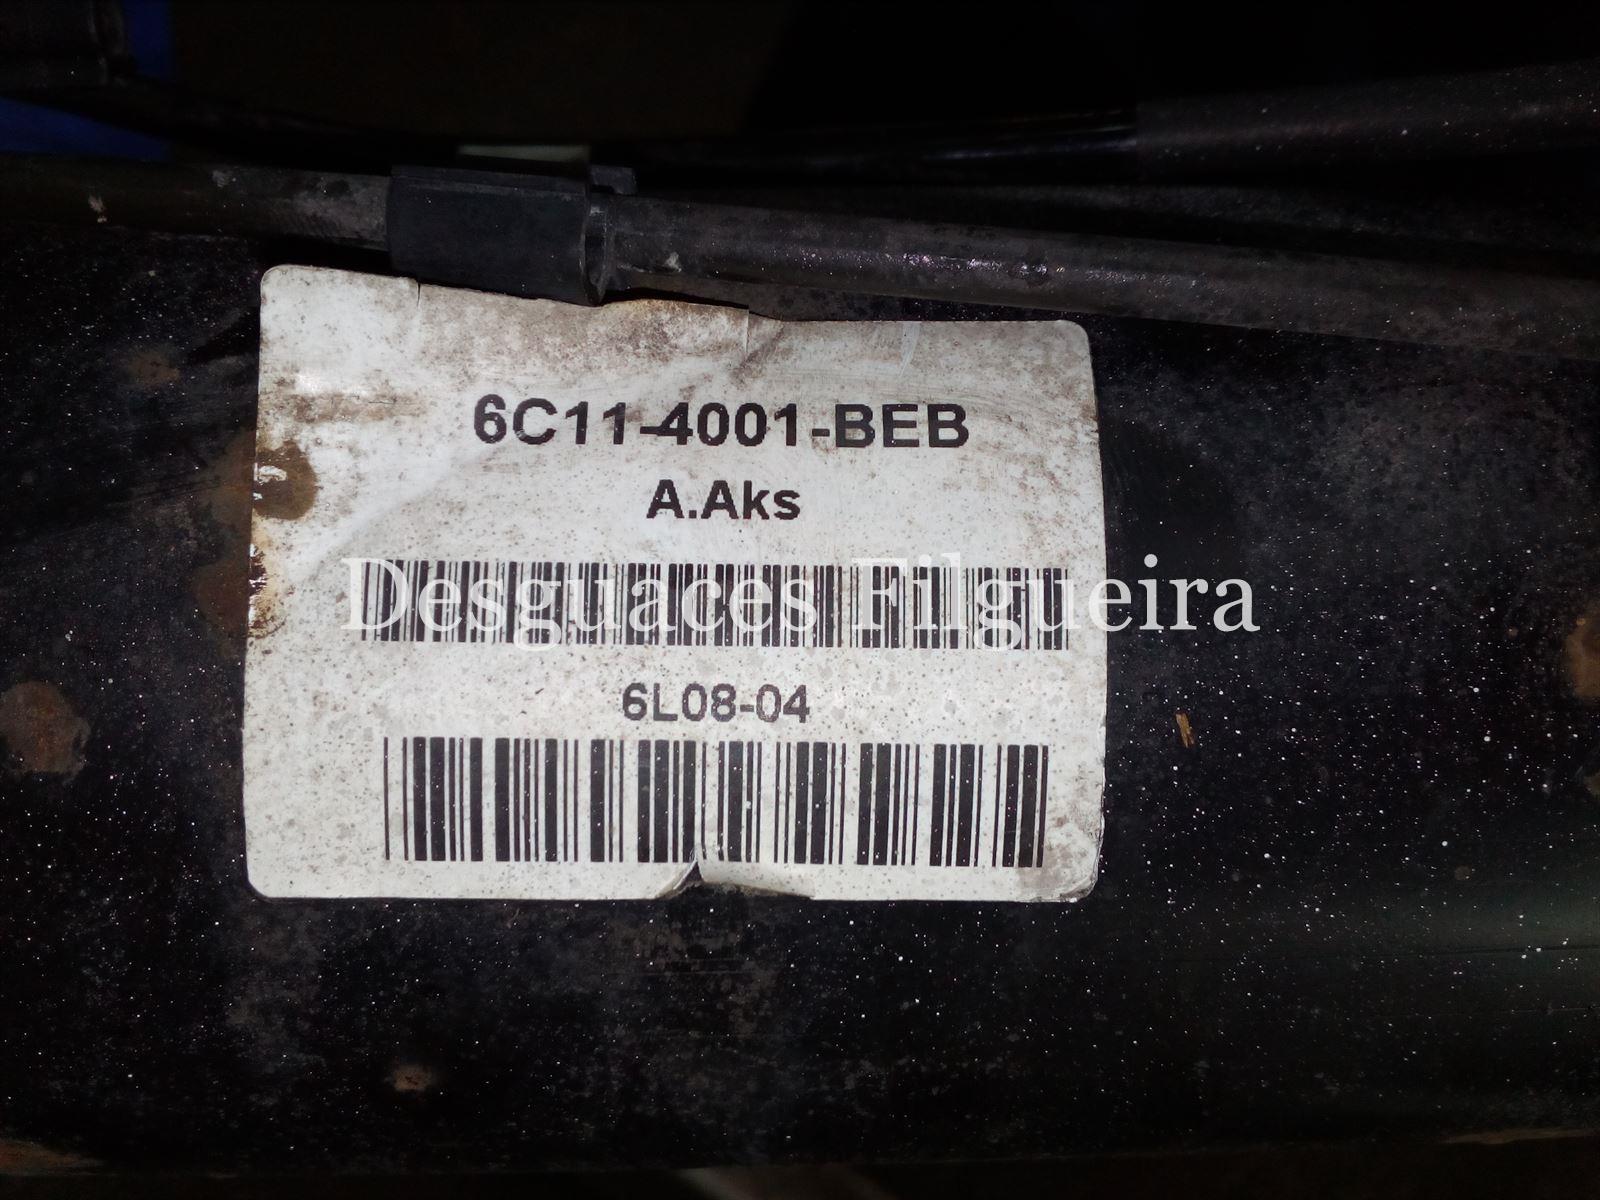 6C11-4001-BEB
A.Aks
Desguaces Filgueira
6L08-04